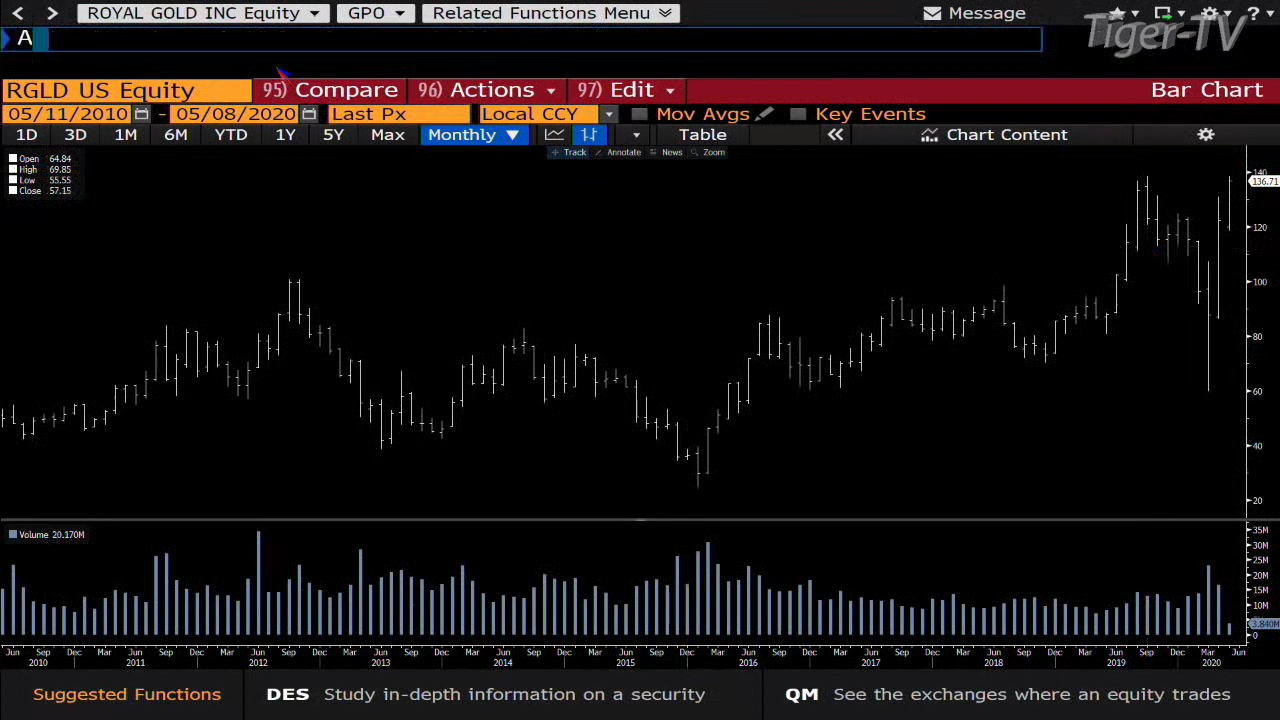 ROYAL GOLD INC Equity GPO Related Functions Menu Message ?
A
Tiger-TV
RGLD US Equity 95) Compare 96) Actions 97) Edit Bar Chart
05/11/2010 - 05/08/2020 Last Px Local CCY Mov Avgs Key Events
1D 3D 1M 6M YTD 1Y 5Y Max Monthly ▼ Table Chart Content
Track Annotate News Zoom
Open 64.84
High 69.85
Low 55.55
Close 57.15
140
136.71
120
100
80
60
40
20
Volume 20.170M
35M
30M
25M
20M
15M
10M
3.840M
0
Jun Sep Dec Mar Jun Sep Dec Mar Jun Sep Dec Mar Jun Sep Dec Mar Jun Sep Dec Mar Jun Sep Dec Mar Jun Sep Dec Mar Jun Sep Dec Mar Jun Sep Dec Mar Jun Sep Dec Mar Jun
2010 2011 2012 2013 2014 2015 2016 2017 2018 2019 2020
Suggested Functions DES Study in-depth information on a security QM See the exchanges where an equity trades